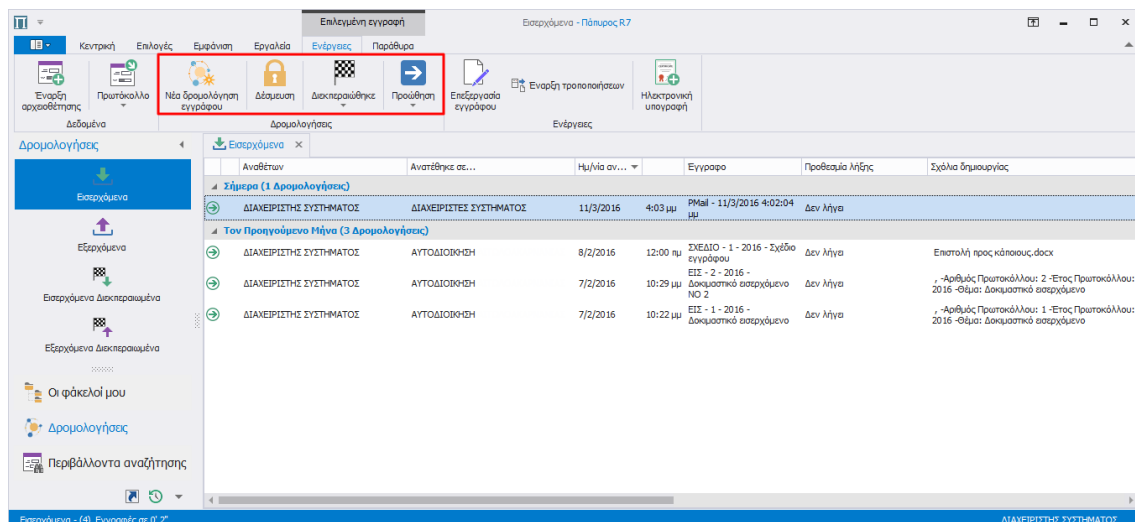 Επιλεγμένη εγγραφή
Εισερχόμενα - Πάπυρος R7
Κεντρική Επιλογές Εμφάνιση Εργαλεία Ενέργειες Παράθυρα
Έναρξη αρχειοθέτησης
Πρωτόκολλο
Νέα δρομολόγηση εγγράφου
Δέσμευση
Διεκπεραιώθηκε
Προώθηση
Επεξεργασία εγγράφου
Έναρξη τροποποιήσεων
Ηλεκτρονική υπογραφή
Δεδομένα
Δρομολογήσεις
Ενέργειες
Δρομολογήσεις
Εισερχόμενα
Εξερχόμενα
Εισερχόμενα Διεκπεραιωμένα
Εξερχόμενα Διεκπεραιωμένα
Οι φάκελοί μου
Δρομολογήσεις
Περιβάλλοντα αναζήτησης
Εισερχόμενα
Αναθέτων Ανατέθηκε σε... Ημ/νία αν... Έγγραφο Προθεσμία λήξης Σχόλια δημιουργίας
Σήμερα (1 Δρομολογήσεις)
ΔΙΑΧΕΙΡΙΣΤΗΣ ΣΥΣΤΗΜΑΤΟΣ ΔΙΑΧΕΙΡΙΣΤΕΣ ΣΥΣΤΗΜΑΤΟΣ 11/3/2016 4:03 μμ PMail - 11/3/2016 4:02:04 μμ Δεν λήγει
Τον Προηγούμενο Μήνα (3 Δρομολογήσεις)
ΔΙΑΧΕΙΡΙΣΤΗΣ ΣΥΣΤΗΜΑΤΟΣ ΑΥΤΟΔΙΟΙΚΗΣΗ 8/2/2016 12:00 πμ ΣΧΕΔΙΟ - 1 - 2016 - Σχέδιο εγγράφου Δεν λήγει Επιστολή προς κάποιους.docx
ΔΙΑΧΕΙΡΙΣΤΗΣ ΣΥΣΤΗΜΑΤΟΣ ΑΥΤΟΔΙΟΙΚΗΣΗ 7/2/2016 10:29 μμ ΕΙΣ - 2 - 2016 - Δοκιμαστικό εισερχόμενο ΝΟ 2 Δεν λήγει , -Αριθμός Πρωτοκόλλου: 2 -Έτος Πρωτοκόλλου: 2016 -Θέμα: Δοκιμαστικό εισερχόμενο
ΔΙΑΧΕΙΡΙΣΤΗΣ ΣΥΣΤΗΜΑΤΟΣ ΑΥΤΟΔΙΟΙΚΗΣΗ 7/2/2016 10:22 μμ ΕΙΣ - 1 - 2016 - Δοκιμαστικό εισερχόμενο Δεν λήγει , -Αριθμός Πρωτοκόλλου: 1 -Έτος Πρωτοκόλλου: 2016 -Θέμα: Δοκιμαστικό εισερχόμενο
Εισερχόμενα - (4) Εγγραφές σε 0' 2"
ΔΙΑΧΕΙΡΙΣΤΗΣ ΣΥΣΤΗΜΑΤΟΣ